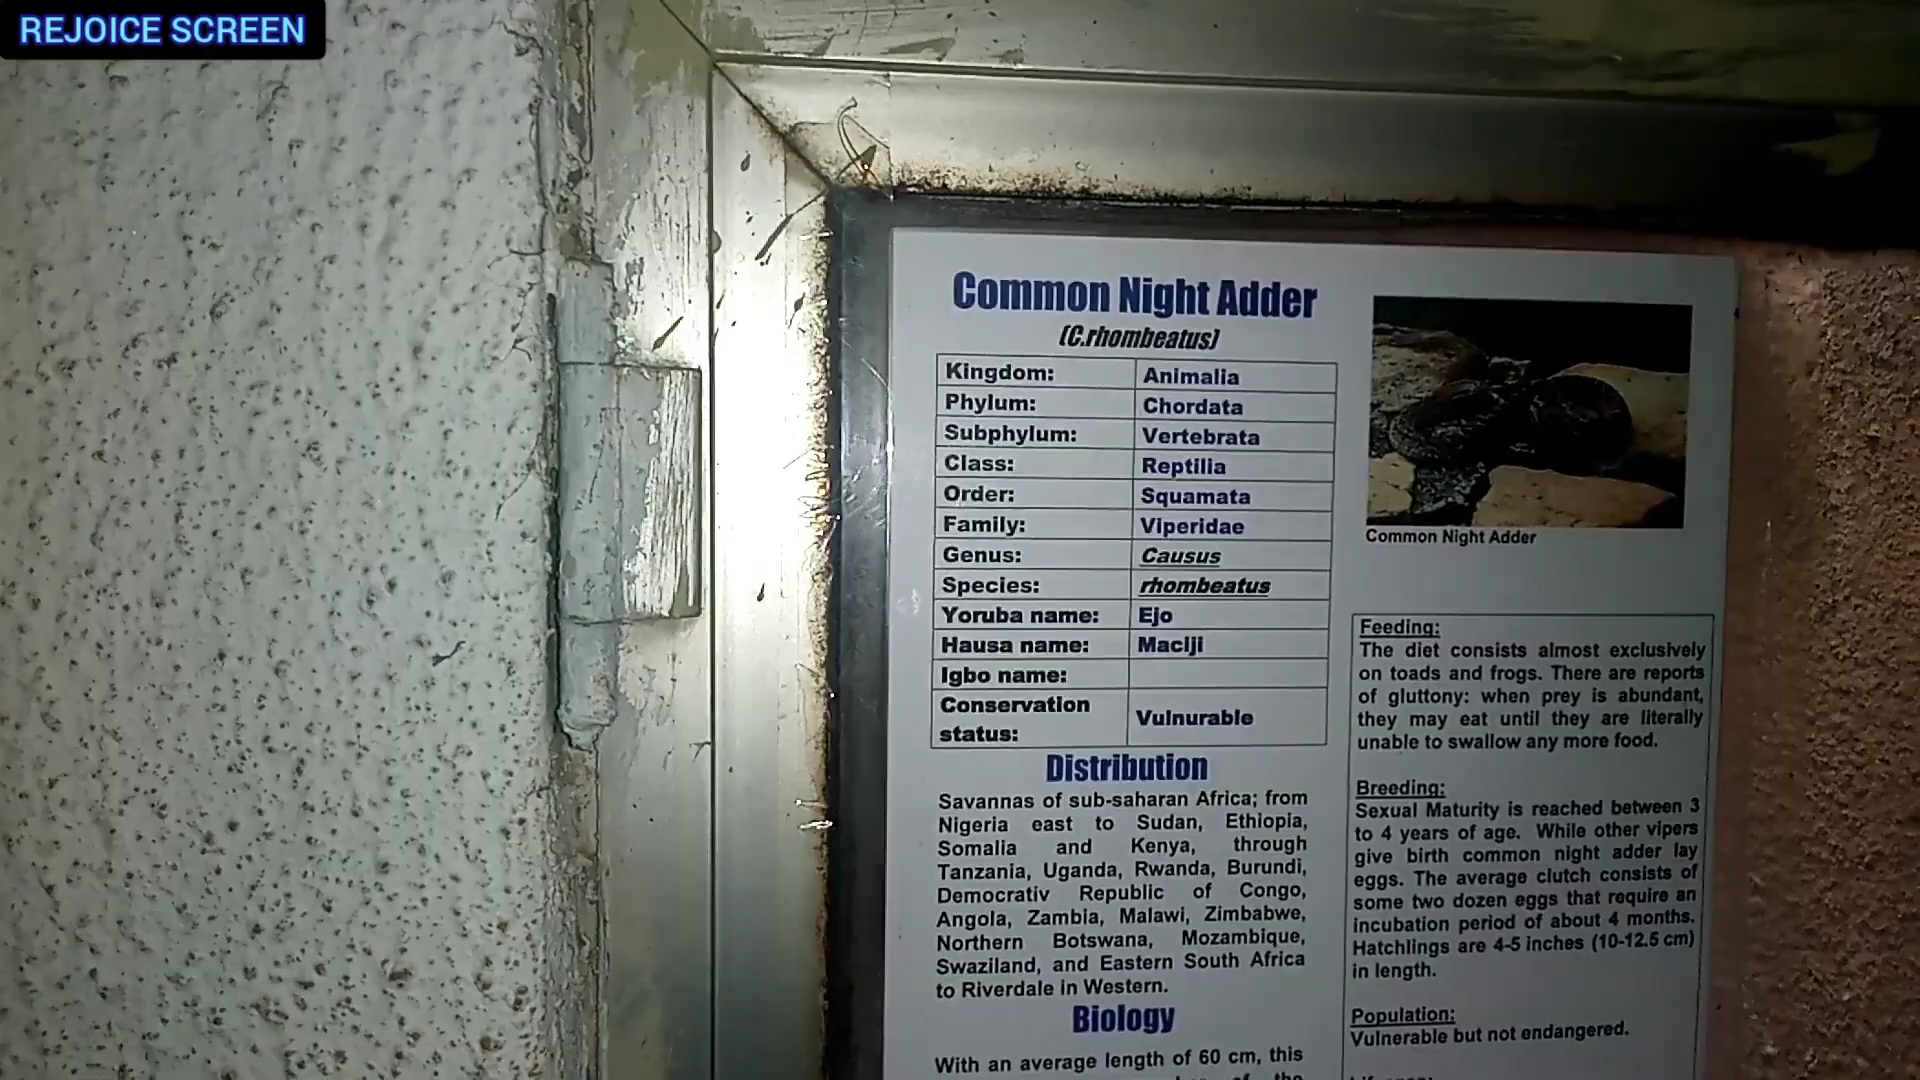 REJOICE SCREEN
Common Night Adder
(C.rhombeatus)
Kingdom: Animalia
Phylum: Chordata
Subphylum: Vertebrata
Class: Reptilia
Order: Squamata
Family: Viperidae
Genus: Causus
Species: rhombeatus
Yoruba name: Ejo
Hausa name: Maciji
Igbo name:
Conservation
status: Vulnurable
Distribution
Savannas of sub-saharan Africa; from
Nigeria east to Sudan, Ethiopia,
Somalia and Kenya, through
Tanzania, Uganda, Rwanda, Burundi,
Democrativ Republic of Congo,
Angola, Zambia, Malawi, Zimbabwe,
Northern Botswana, Mozambique,
Swaziland, and Eastern South Africa
to Riverdale in Western.
Biology
With an average length of 60 cm, this
of the
Common Night Adder
Feeding:
The diet consists almost exclusively
on toads and frogs. There are reports
of gluttony: when prey is abundant,
they may eat until they are literally
unable to swallow any more food.
Breeding:
Sexual Maturity is reached between 3
to 4 years of age. While other vipers
give birth common night adder lay
eggs. The average clutch consists of
some two dozen eggs that require an
incubation period of about 4 months.
Hatchlings are 4-5 inches (10-12.5 cm)
in length.
Population:
Vulnerable but not endangered.